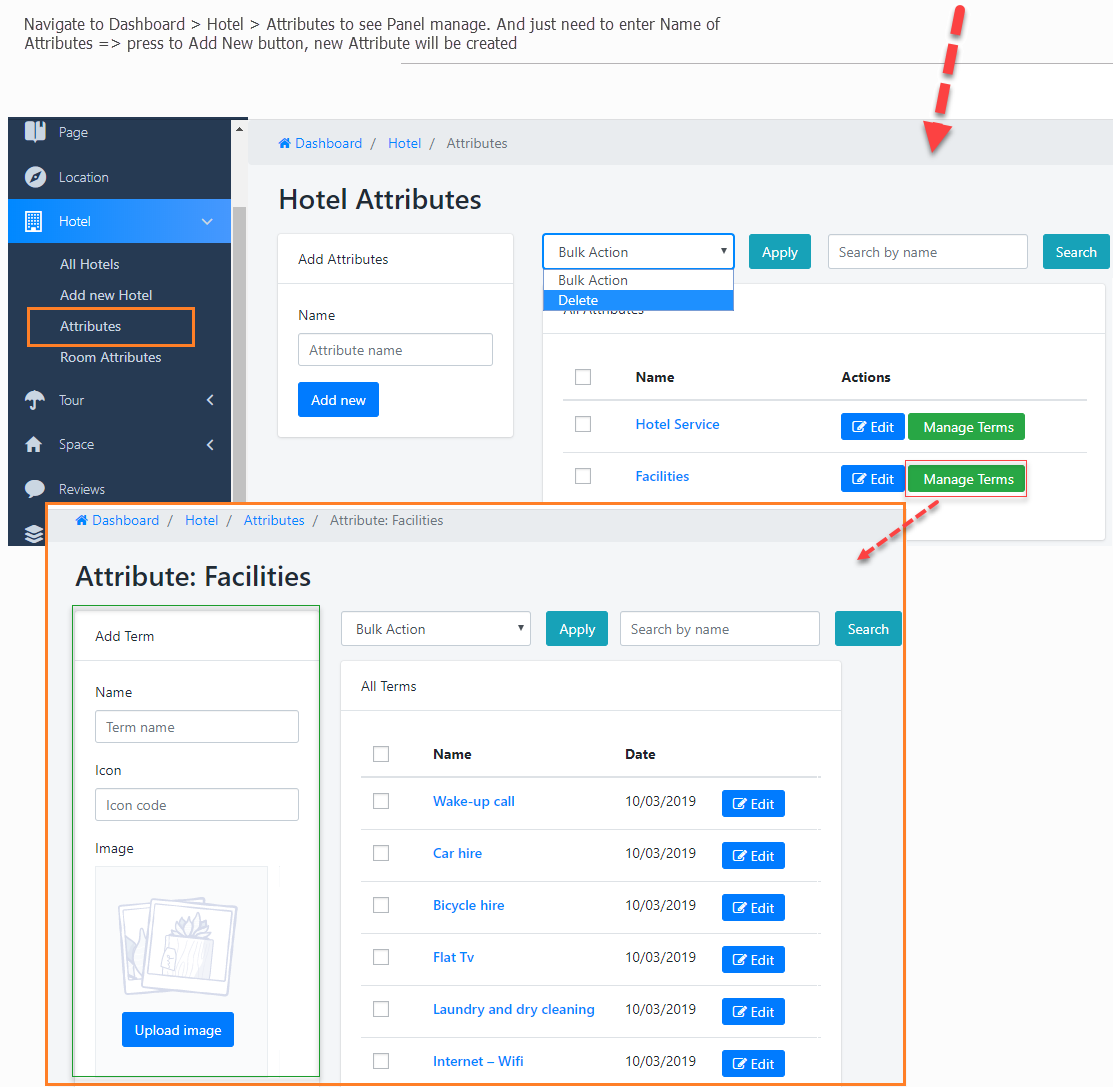 Navigate to Dashboard > Hotel > Attributes to see Panel manage. And just need to enter Name of
Attributes => press to Add New button, new Attribute will be created
Page
Location
Hotel
All Hotels
Add new Hotel
Attributes
Room Attributes
Tour
Space
Reviews
Dashboard / Hotel / Attributes
Hotel Attributes
Add Attributes
Name
Attribute name
Add new
Bulk Action
Apply
Search by name
Search
Bulk Action
Delete
All Attributes
Name Actions
Hotel Service Edit Manage Terms
Facilities Edit Manage Terms
Dashboard / Hotel / Attributes / Attribute: Facilities
Attribute: Facilities
Add Term
Name
Term name
Icon
Icon code
Image
Upload image
Bulk Action
Apply
Search by name
Search
All Terms
Name Date
Wake-up call 10/03/2019 Edit
Car hire 10/03/2019 Edit
Bicycle hire 10/03/2019 Edit
Flat Tv 10/03/2019 Edit
Laundry and dry cleaning 10/03/2019 Edit
Internet – Wifi 10/03/2019 Edit